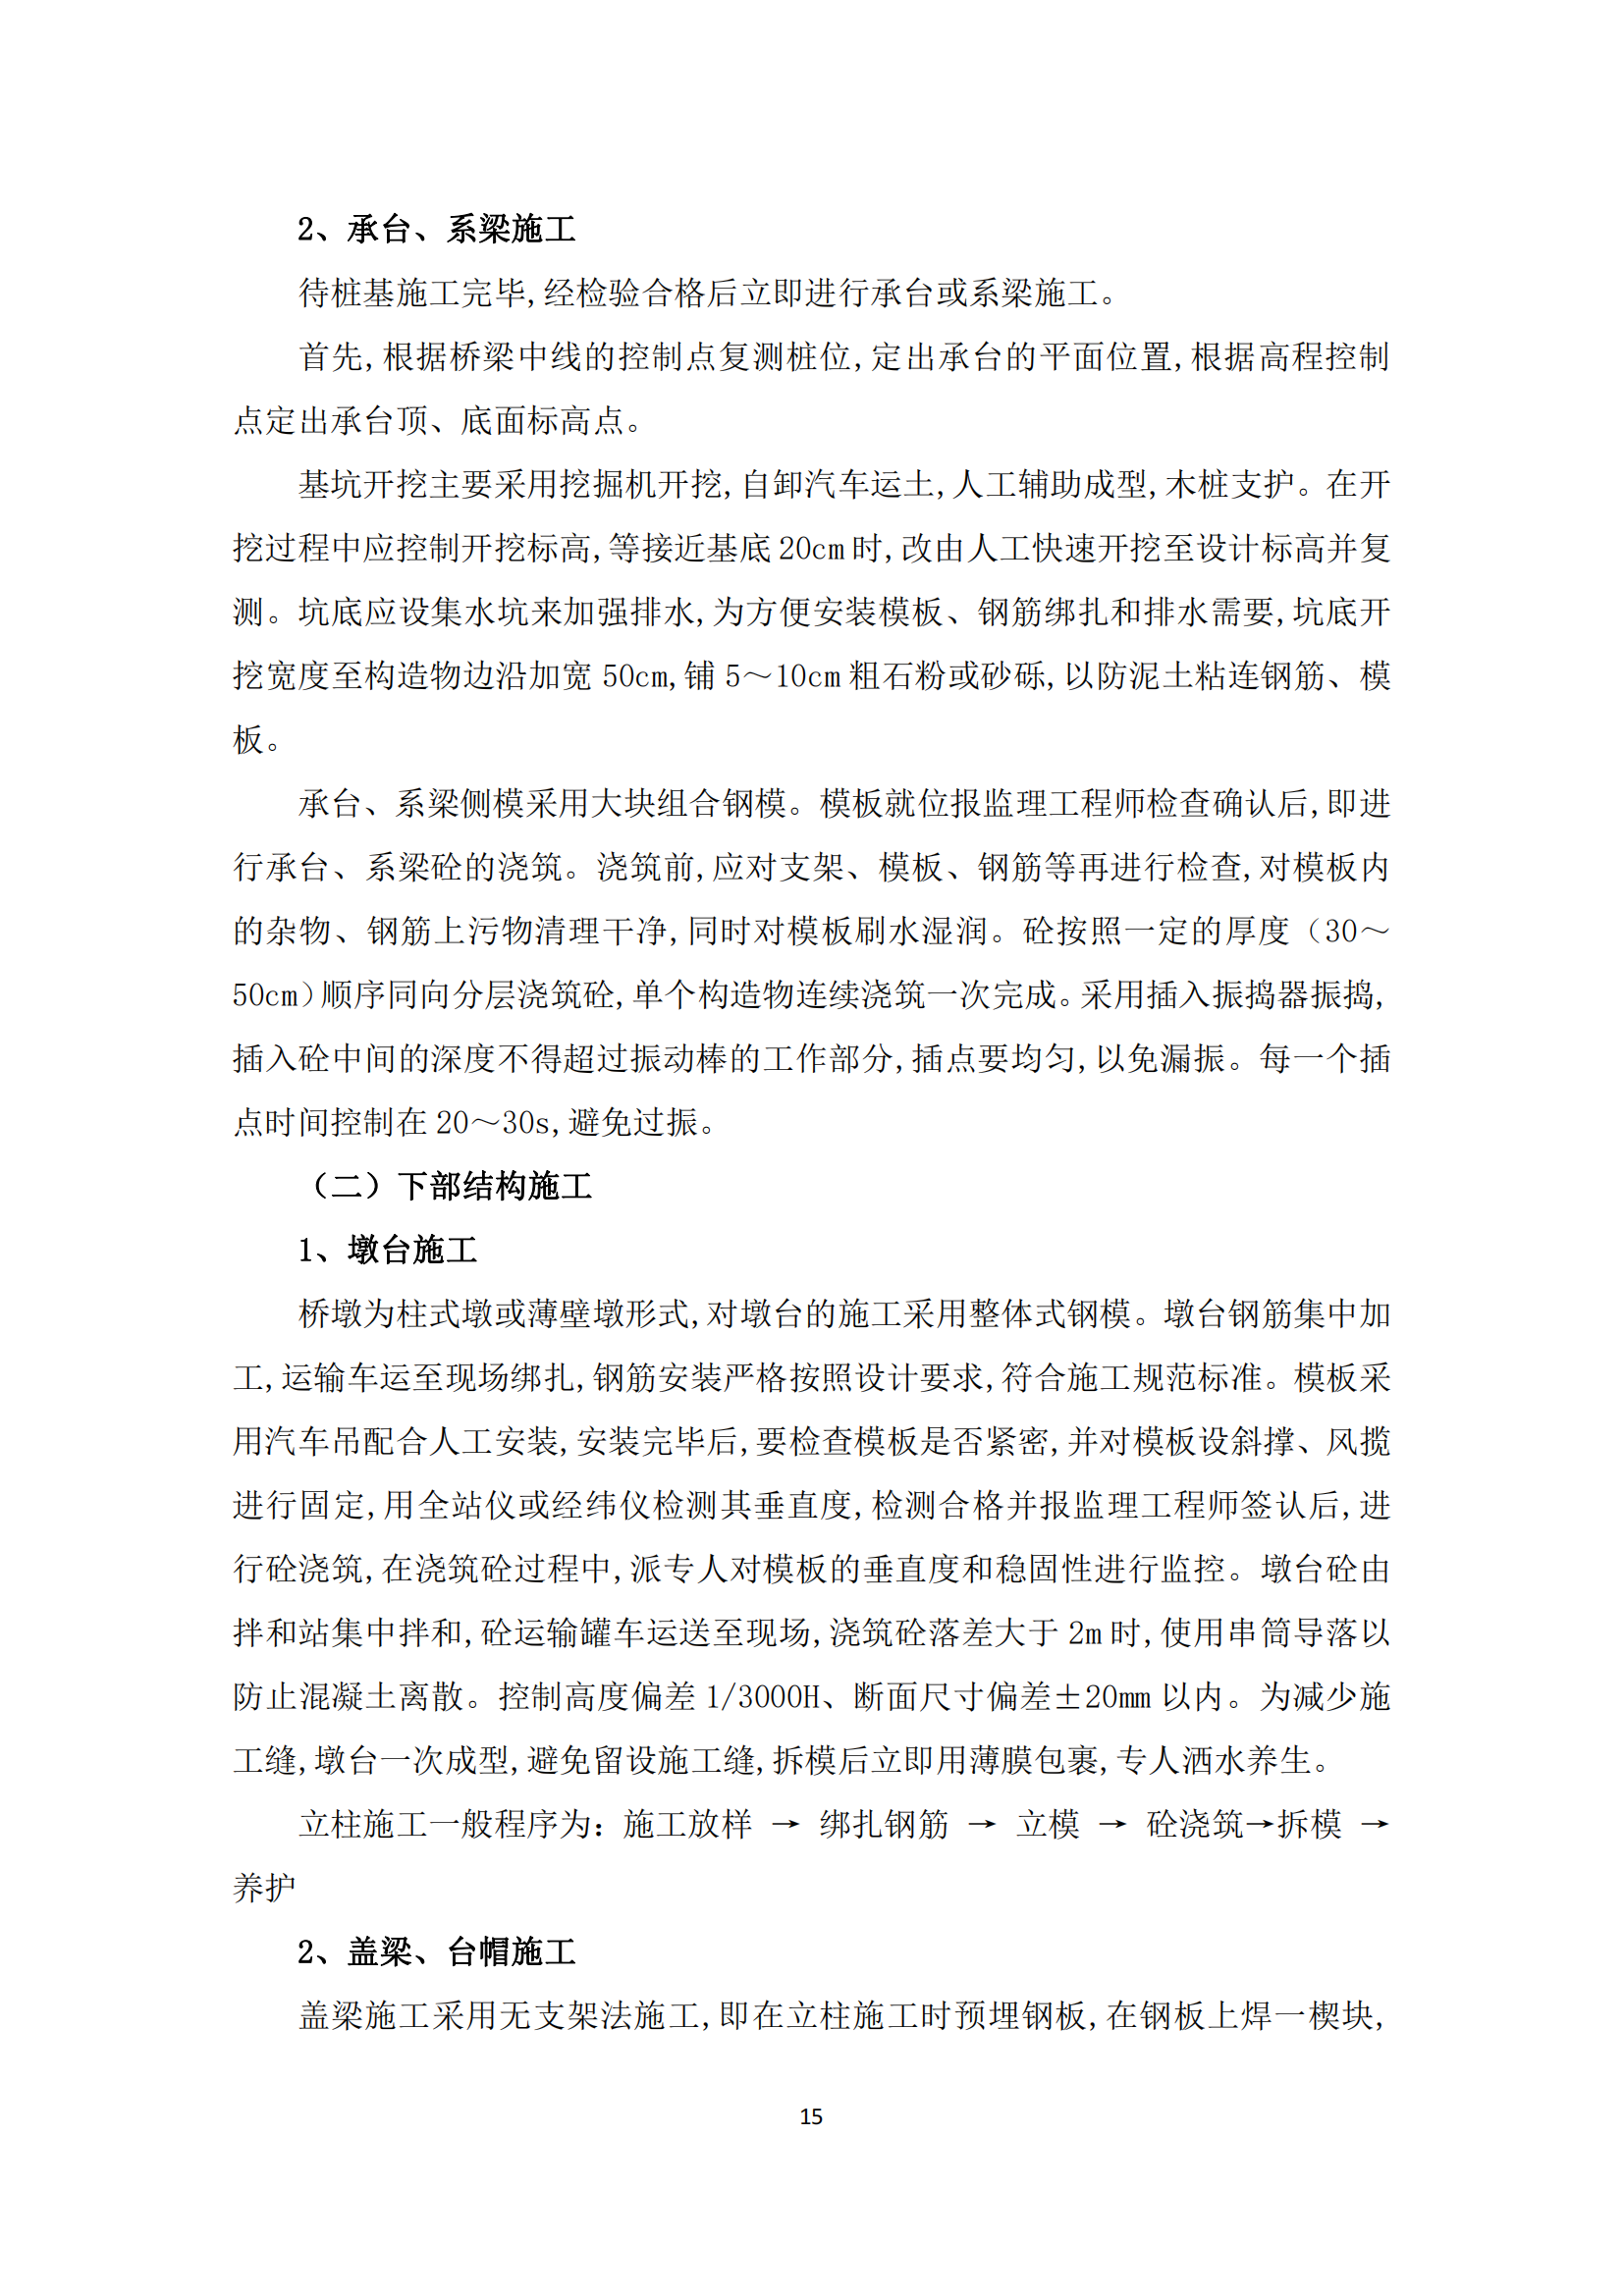 2、承台、系梁施工
待桩基施工完毕,经检验合格后立即进行承台或系梁施工。
首先,根据桥梁中线的控制点复测桩位,定出承台的平面位置,根据高程控制
点定出承台顶、底面标高点。
基坑开挖主要采用挖掘机开挖,自卸汽车运土,人工辅助成型,木桩支护。在开
挖过程中应控制开挖标高,等接近基底 20cm 时,改由人工快速开挖至设计标高并复
测。坑底应设集水坑来加强排水,为方便安装模板、钢筋绑扎和排水需要,坑底开
挖宽度至构造物边沿加宽 50cm,铺 5～10cm 粗石粉或砂砾,以防泥土粘连钢筋、模
板。
承台、系梁侧模采用大块组合钢模。模板就位报监理工程师检查确认后,即进
行承台、系梁砼的浇筑。浇筑前,应对支架、模板、钢筋等再进行检查,对模板内
的杂物、钢筋上污物清理干净,同时对模板刷水湿润。砼按照一定的厚度（30～
50cm）顺序同向分层浇筑砼,单个构造物连续浇筑一次完成。采用插入振捣器振捣,
插入砼中间的深度不得超过振动棒的工作部分,插点要均匀,以免漏振。每一个插
点时间控制在 20～30s,避免过振。
（二）下部结构施工
1、墩台施工
桥墩为柱式墩或薄壁墩形式,对墩台的施工采用整体式钢模。墩台钢筋集中加
工,运输车运至现场绑扎,钢筋安装严格按照设计要求,符合施工规范标准。模板采
用汽车吊配合人工安装,安装完毕后,要检查模板是否紧密,并对模板设斜撑、风揽
进行固定,用全站仪或经纬仪检测其垂直度,检测合格并报监理工程师签认后,进
行砼浇筑,在浇筑砼过程中,派专人对模板的垂直度和稳固性进行监控。墩台砼由
拌和站集中拌和,砼运输罐车运送至现场,浇筑砼落差大于 2m 时,使用串筒导落以
防止混凝土离散。控制高度偏差 1/3000H、断面尺寸偏差±20mm 以内。为减少施
工缝,墩台一次成型,避免留设施工缝,拆模后立即用薄膜包裹,专人洒水养生。
立柱施工一般程序为：施工放样 → 绑扎钢筋 → 立模 → 砼浇筑→拆模 →
养护
2、盖梁、台帽施工
盖梁施工采用无支架法施工,即在立柱施工时预埋钢板,在钢板上焊一楔块,
15